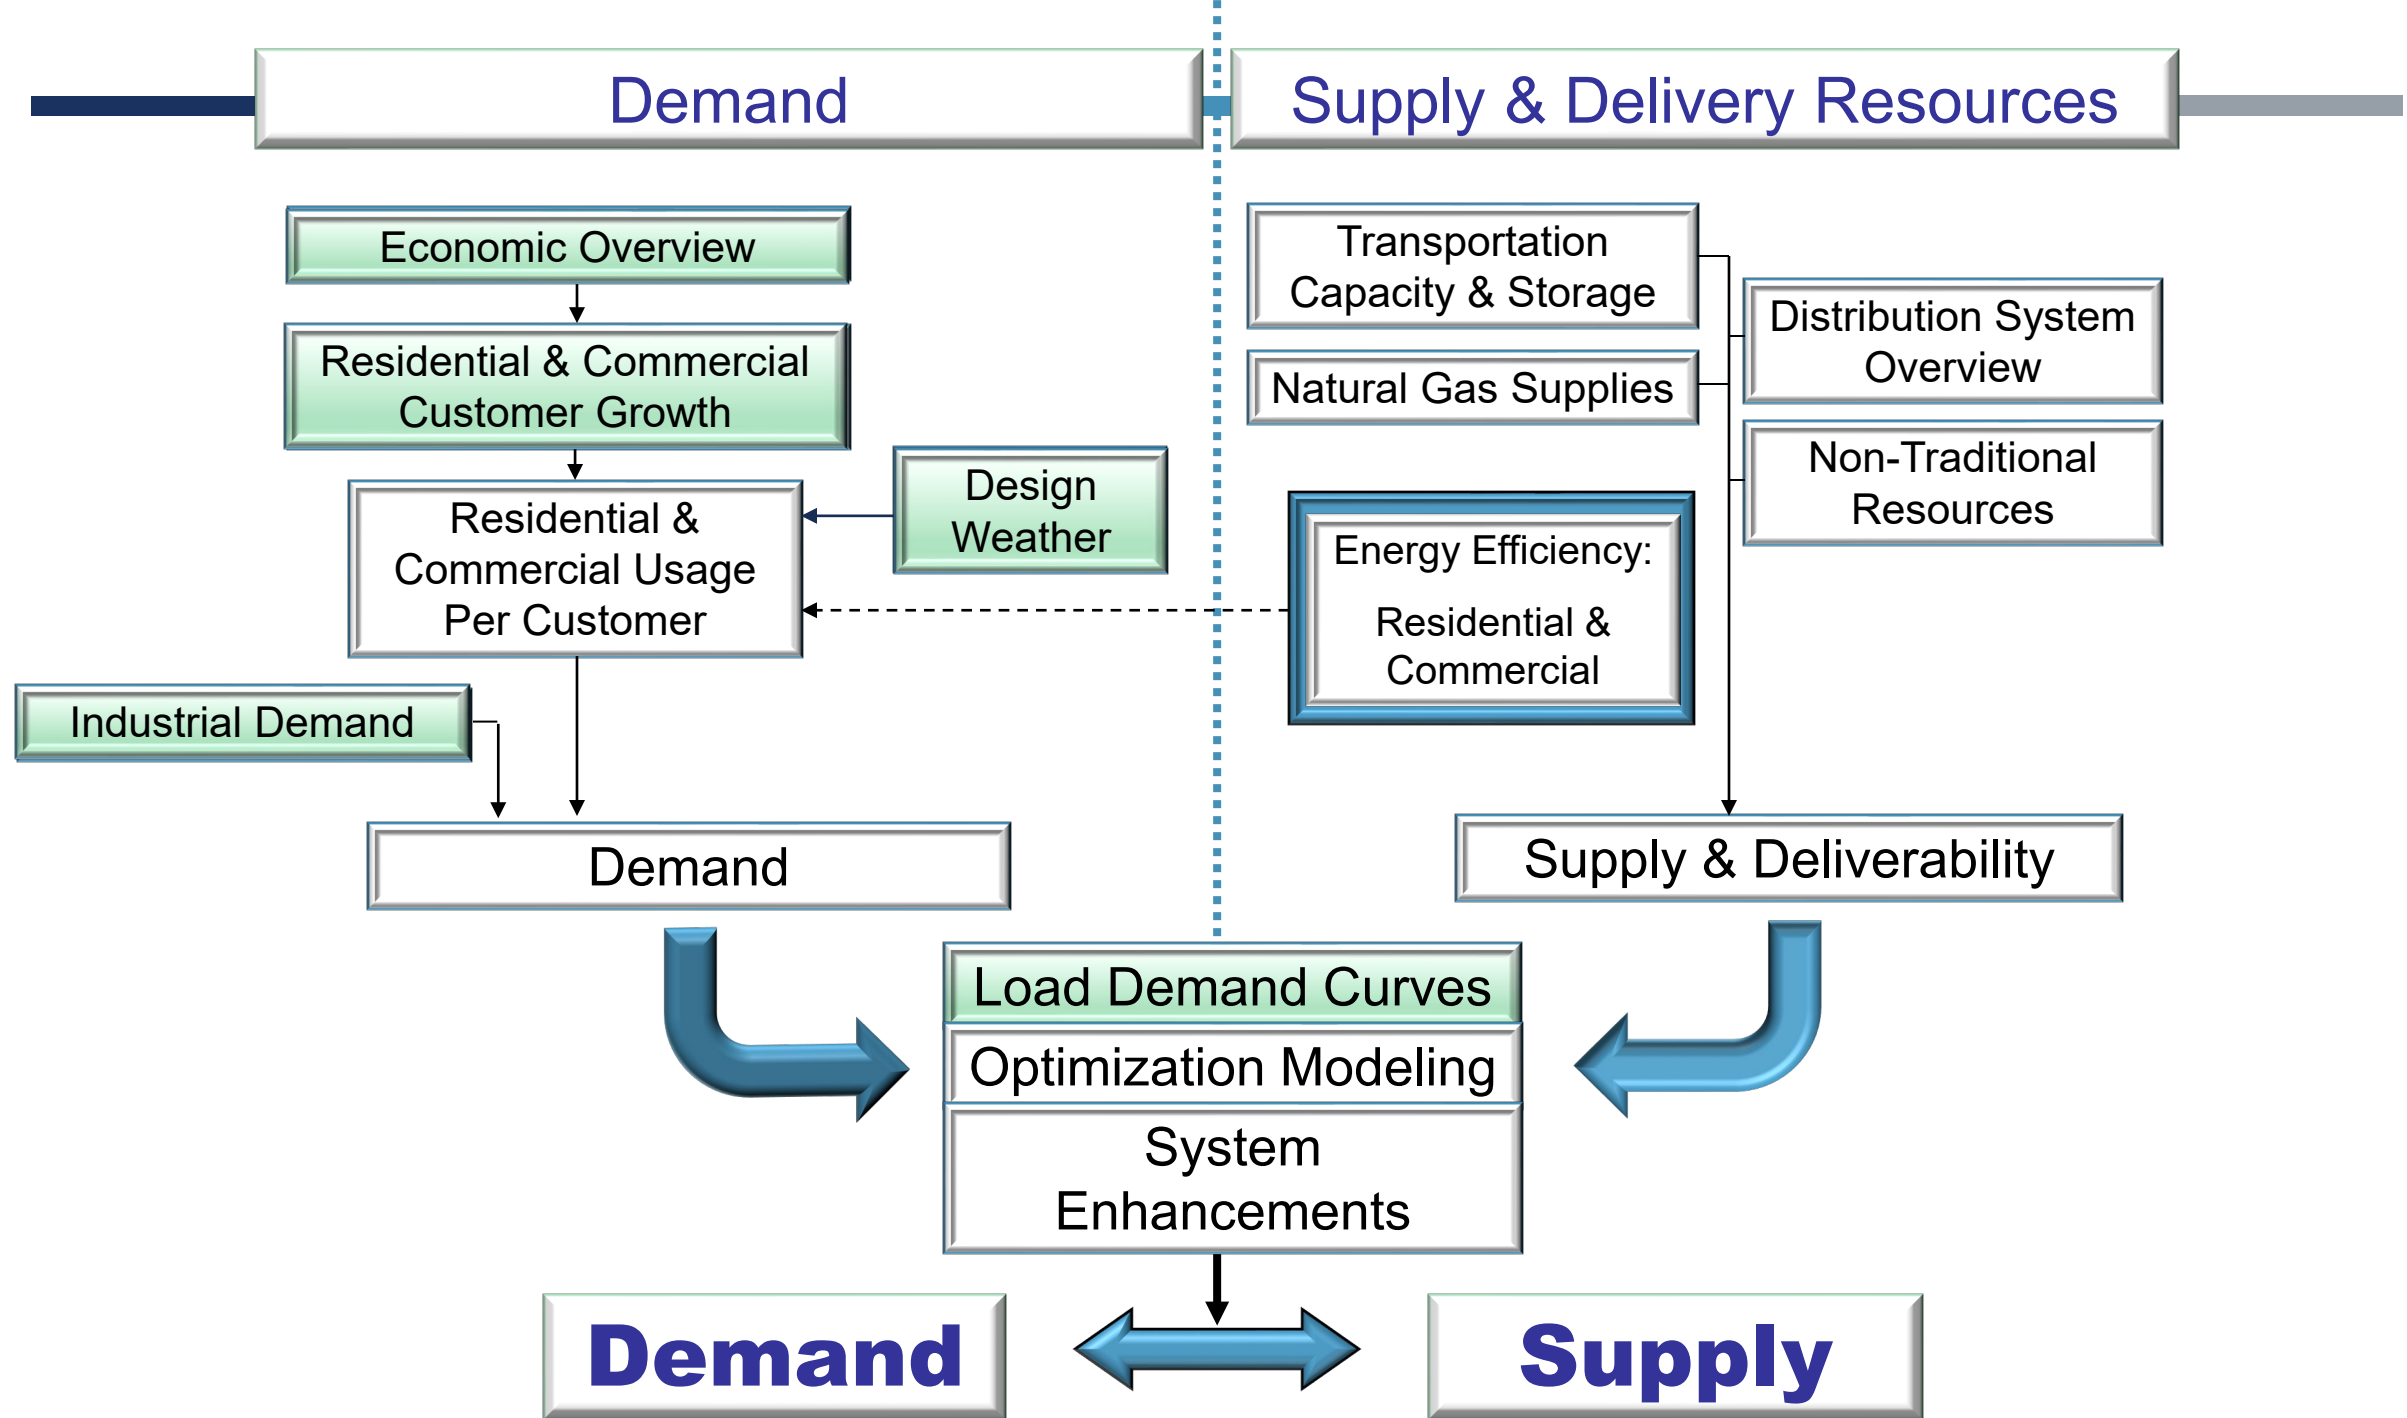 Demand
Supply & Delivery Resources
Economic Overview
Residential & Commercial
Customer Growth
Residential &
Commercial Usage
Per Customer
Design
Weather
Industrial Demand
Demand
Transportation
Capacity & Storage
Natural Gas Supplies
Distribution System
Overview
Non-Traditional
Resources
Energy Efficiency:
Residential &
Commercial
Supply & Deliverability
Load Demand Curves
Optimization Modeling
System
Enhancements
Demand
Supply